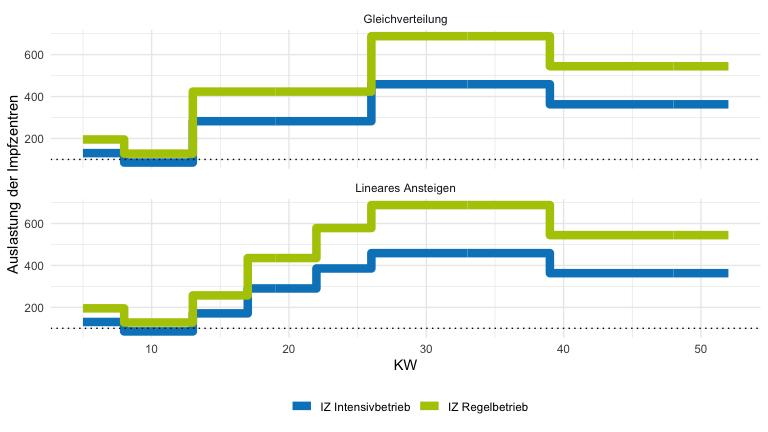 Gleichverteilung
600
400
200
Lineares Ansteigen
600
400
200
10 20 30 40 50
KW
Auslastung der Impfzentren
IZ Intensivbetrieb IZ Regelbetrieb